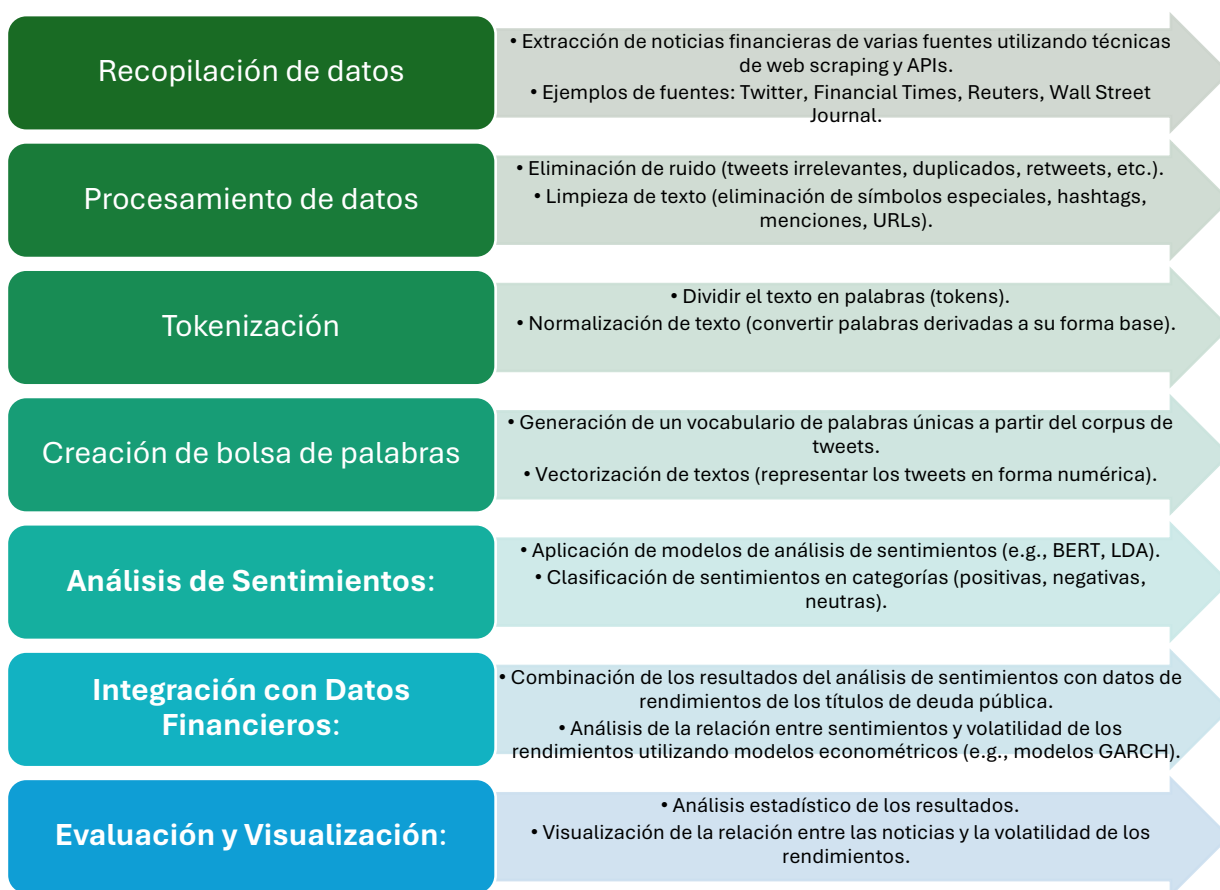 Recopilación de datos
• Extracción de noticias financieras de varias fuentes utilizando técnicas
de web scraping y APIs.
• Ejemplos de fuentes: Twitter, Financial Times, Reuters, Wall Street
Journal.
Procesamiento de datos
• Eliminación de ruido (tweets irrelevantes, duplicados, retweets, etc.).
• Limpieza de texto (eliminación de símbolos especiales, hashtags,
menciones, URLs).
Tokenización
• Dividir el texto en palabras (tokens).
• Normalización de texto (convertir palabras derivadas a su forma base).
Creación de bolsa de palabras
• Generación de un vocabulario de palabras únicas a partir del corpus de
tweets.
• Vectorización de textos (representar los tweets en forma numérica).
Análisis de Sentimientos:
• Aplicación de modelos de análisis de sentimientos (e.g., BERT, LDA).
• Clasificación de sentimientos en categorías (positivas, negativas,
neutras).
Integración con Datos
Financieros:
• Combinación de los resultados del análisis de sentimientos con datos de
rendimientos de los títulos de deuda pública.
• Análisis de la relación entre sentimientos y volatilidad de los
rendimientos utilizando modelos econométricos (e.g., modelos GARCH).
Evaluación y Visualización:
• Análisis estadístico de los resultados.
• Visualización de la relación entre las noticias y la volatilidad de los
rendimientos.